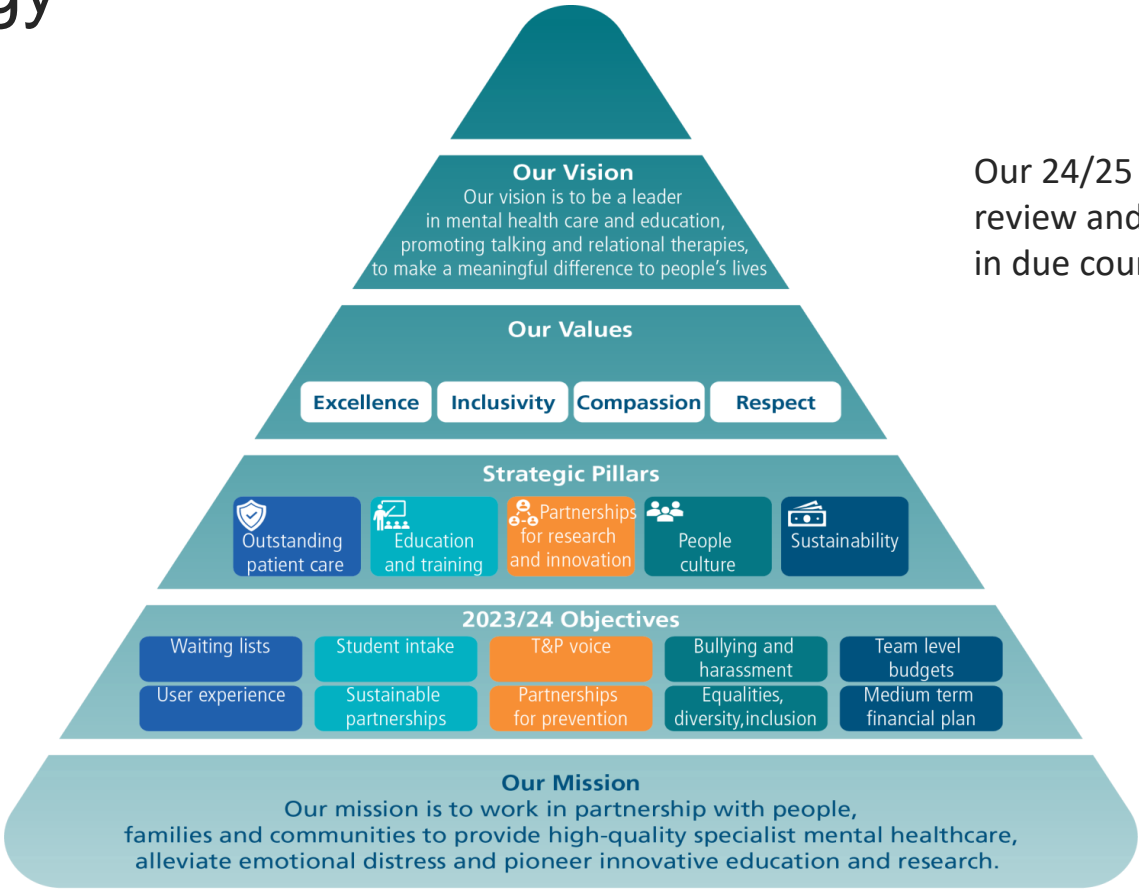 gy
Our 24/25
review and
in due cour
Our Vision
Our vision is to be a leader
in mental health care and education,
promoting talking and relational therapies,
to make a meaningful difference to people's lives
Our Values
Excellence Inclusivity Compassion Respect
Strategic Pillars
Outstanding
patient care
Education
and training
Partnerships
for research
and innovation
People
culture
Sustainability
2023/24 Objectives
Waiting lists
Student intake
T&P voice
Bullying and
harassment
Team level
budgets
User experience
Sustainable
partnerships
Partnerships
for prevention
Equalities,
diversity,inclusion
Medium term
financial plan
Our Mission
Our mission is to work in partnership with people,
families and communities to provide high-quality specialist mental healthcare,
alleviate emotional distress and pioneer innovative education and research.